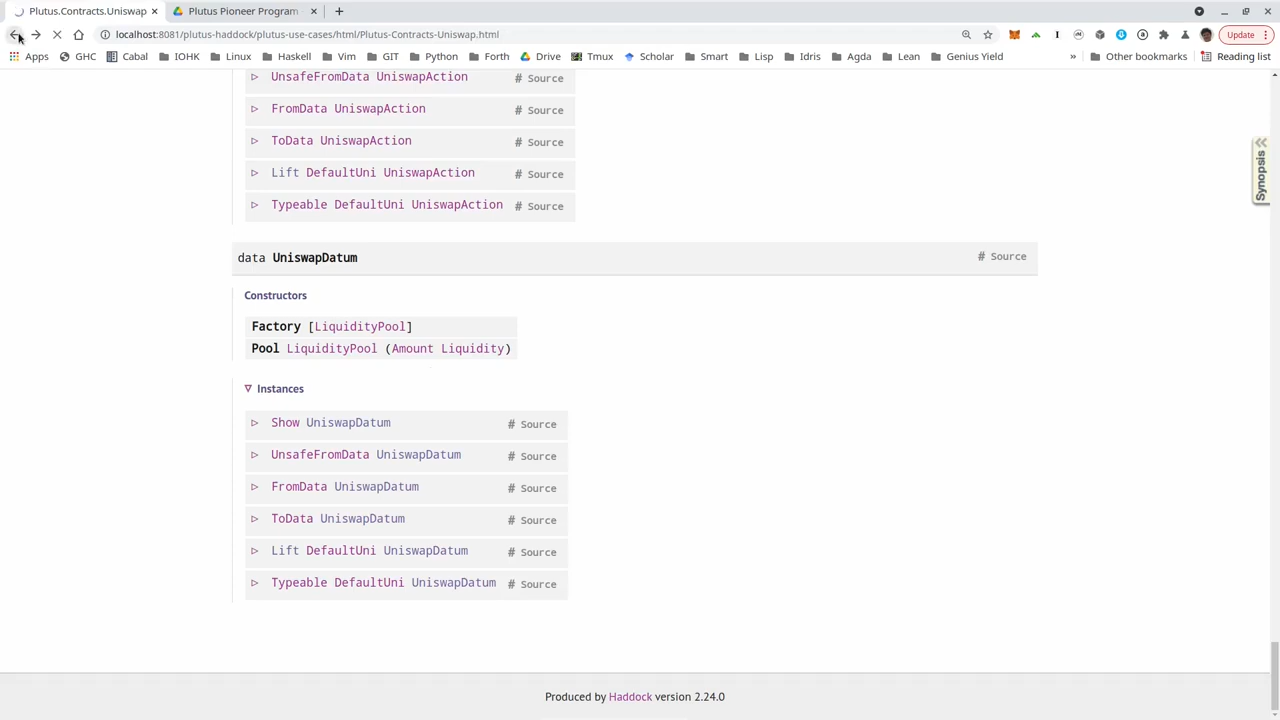 Plutus.Contracts.Uniswap
Plutus Pioneer Program
localhost:8081/plutus-haddock/plutus-use-cases/html/Plutus-Contracts-Uniswap.html
Update
Apps GHC Cabal IOHK Linux Haskell Vim GIT Python Forth Drive Tmux Scholar Smart Lisp Idris Agda Lean Genius Yield » Other bookmarks Reading list
UnsafeFromData UniswapAction # Source
FromData UniswapAction # Source
ToData UniswapAction # Source
Lift DefaultUni UniswapAction # Source
Typeable DefaultUni UniswapAction # Source
Synopsis
data UniswapDatum # Source
Constructors
Factory [LiquidityPool]
Pool LiquidityPool (Amount Liquidity)
Instances
Show UniswapDatum # Source
UnsafeFromData UniswapDatum # Source
FromData UniswapDatum # Source
ToData UniswapDatum # Source
Lift DefaultUni UniswapDatum # Source
Typeable DefaultUni UniswapDatum # Source
Produced by Haddock version 2.24.0